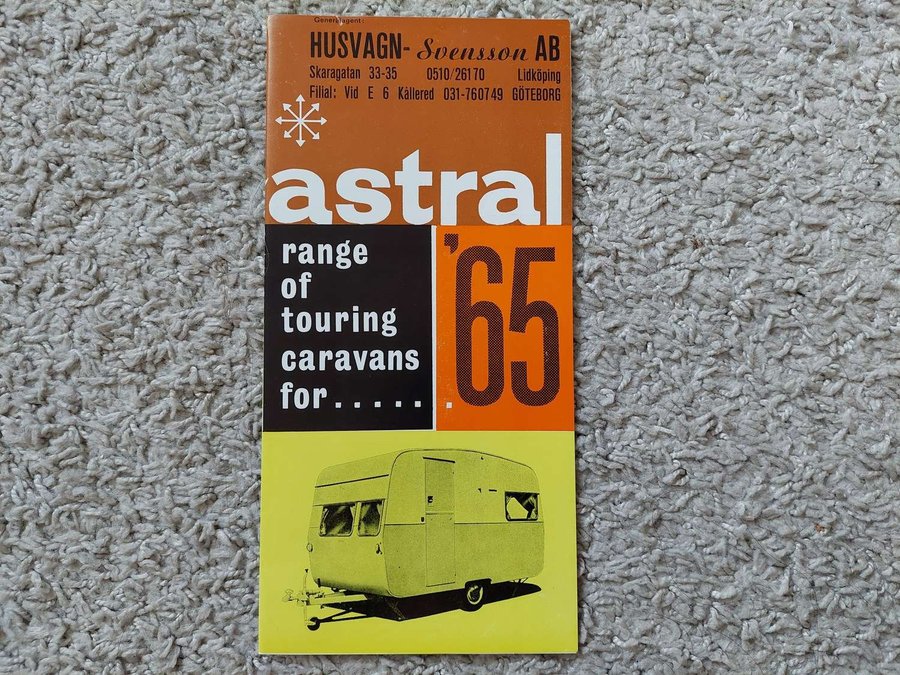 Generalagent:
HUSVAGN- Svensson AB
Skaragatan 33-35 0510/26170 Lidköping
Filial: Vid E 6 Kållered 031-760749 GÖTEBORG
astral
range
of
touring
caravans
for......
'65